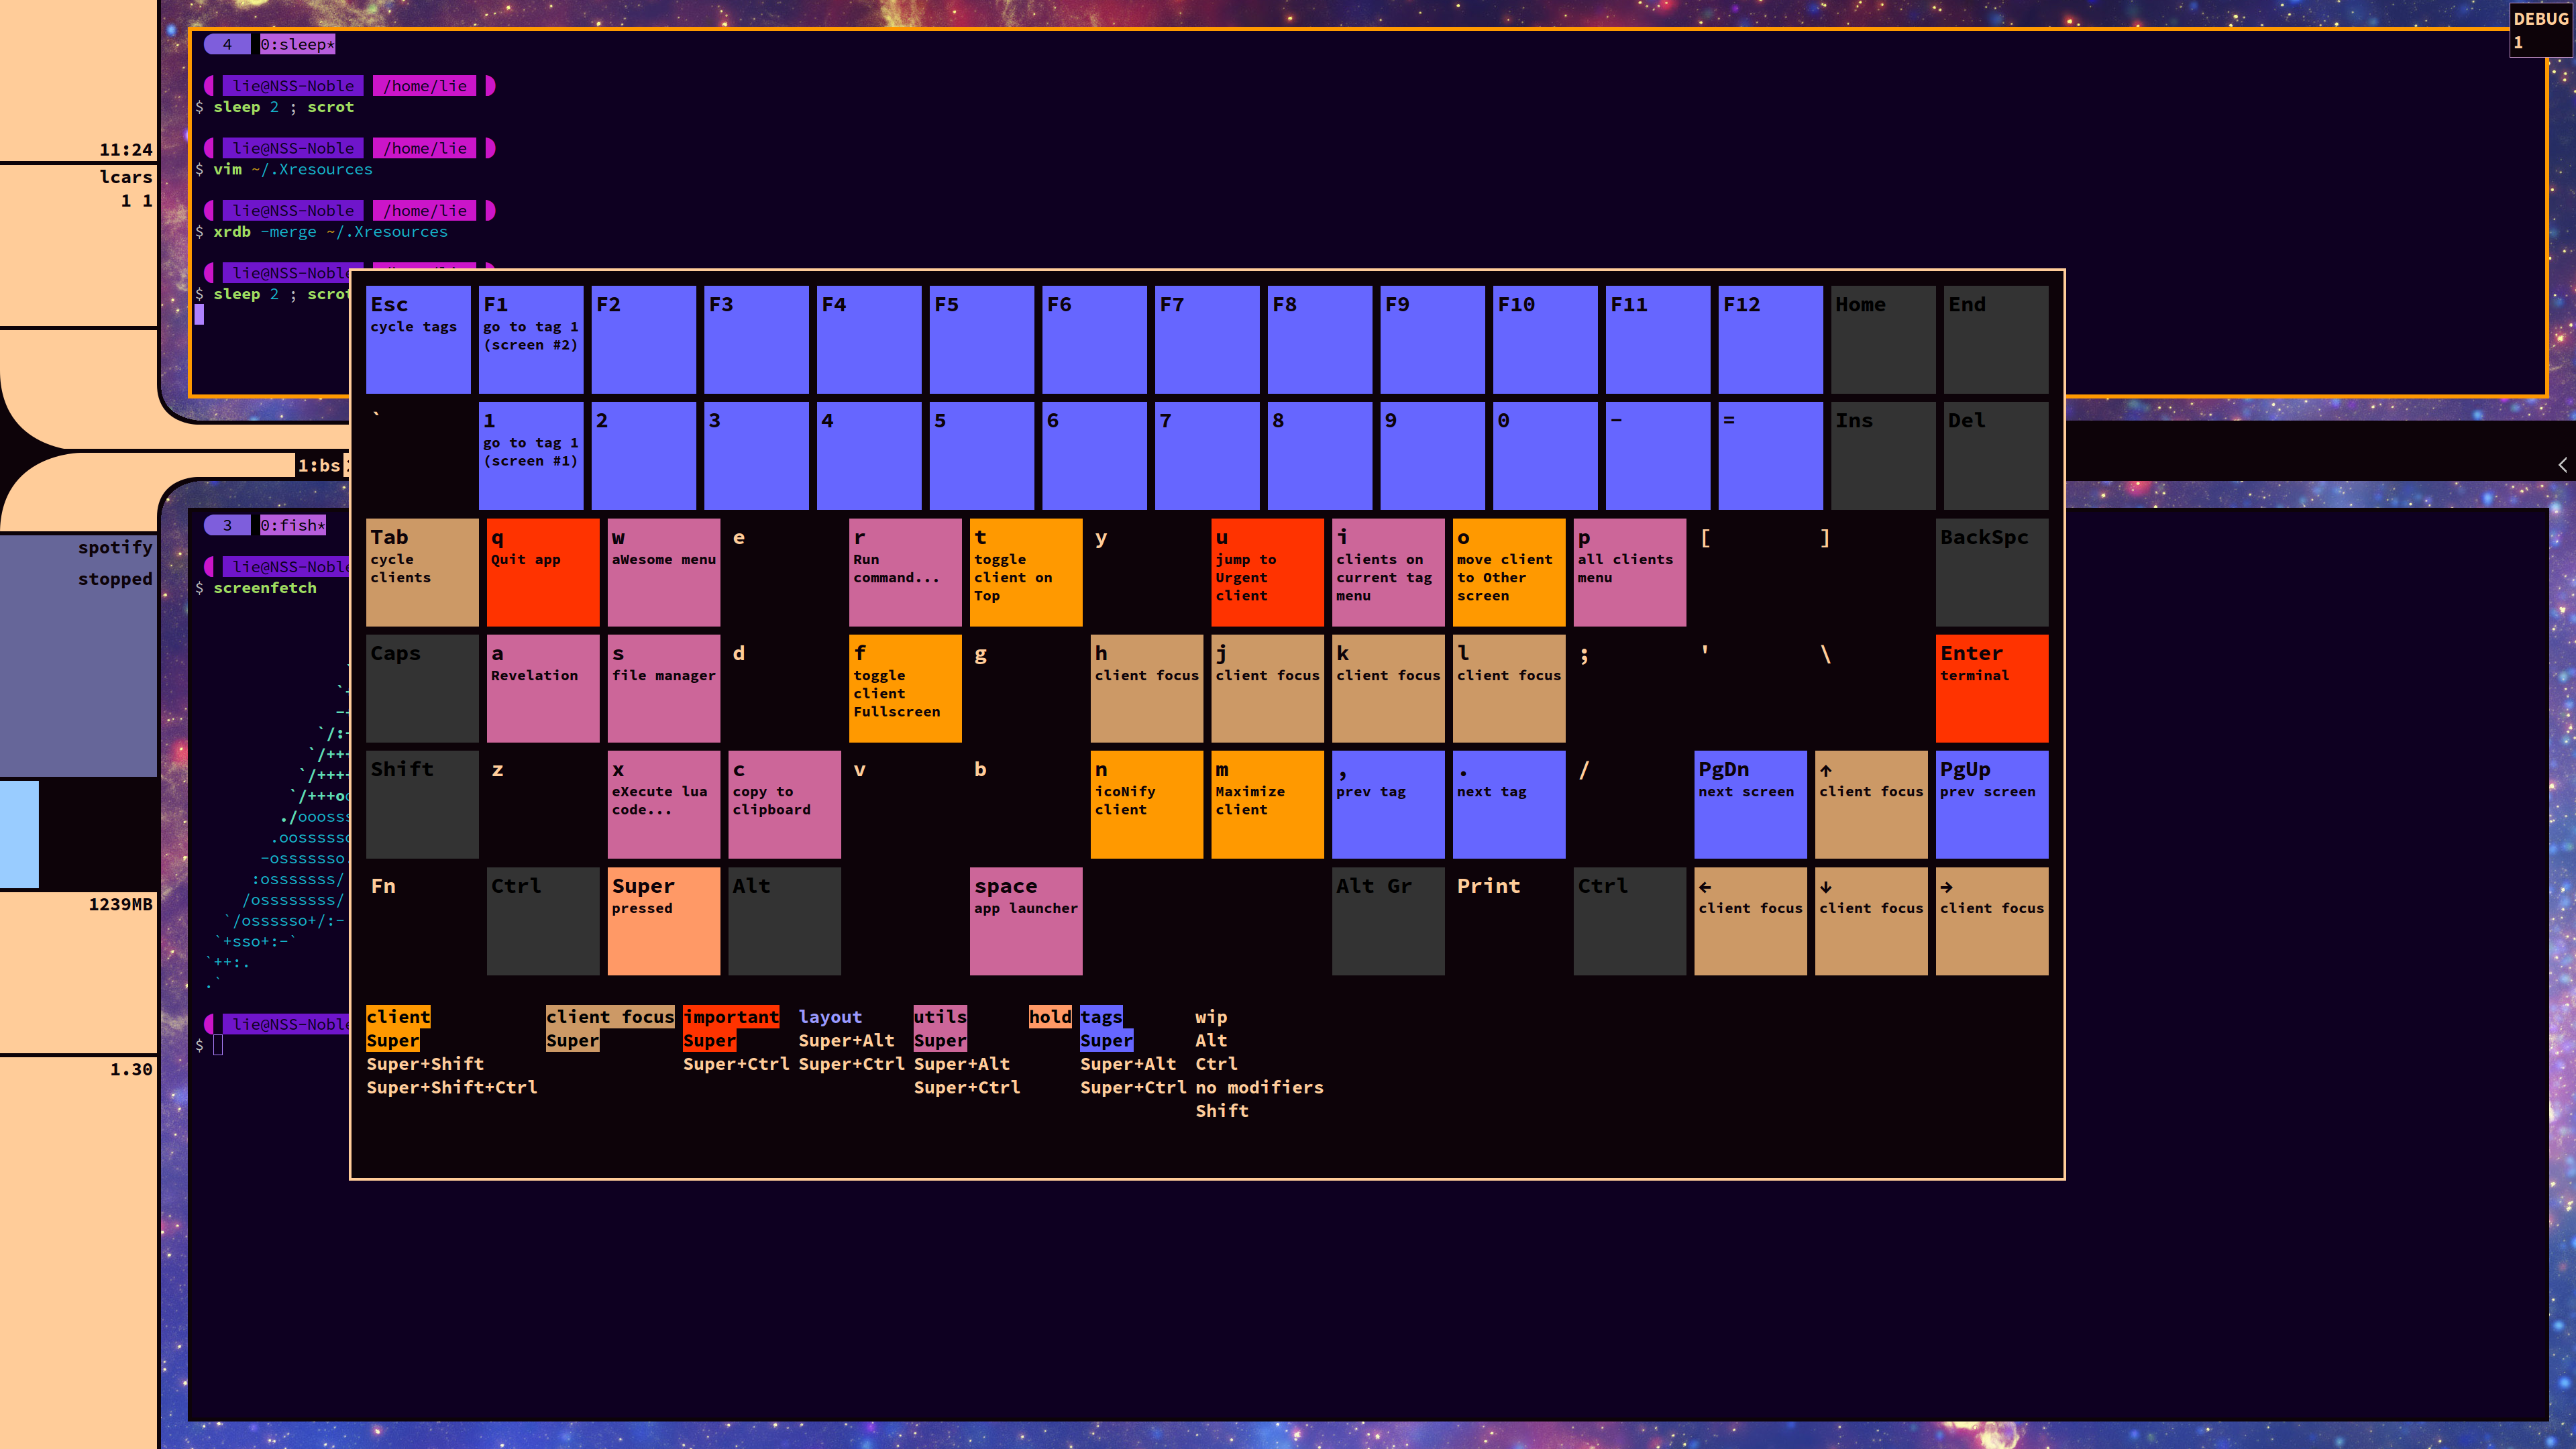 DEBUG
1
4 0:sleep*
lie@NSS-Noble /home/lie
$ sleep 2 ; scrot
lie@NSS-Noble /home/lie
$ vim ~/.Xresources
lie@NSS-Noble /home/lie
$ xrdb -merge ~/.Xresources
lie@NSS-Noble
$ sleep 2 ; scrot
11:24
lcars
1 1
1:bs
<
spotify
stopped
1239MB
1.30
3 0:fish*
lie@NSS-Noble
$ screenfetch
`/:-
`/+++
`/++++
`/+++oo
./ooosss
.oossssso
-osssssso.
:osssssss/
/ossssssss/
`/ossssso+/:-
`+sso+:-`
`++:.
.`
lie@NSS-Noble
$
Esc
cycle tags
F1
go to tag 1
(screen #2)
F2
F3
F4
F5
F6
F7
F8
F9
F10
F11
F12
Home
End
`
1
go to tag 1
(screen #1)
2
3
4
5
6
7
8
9
0
-
=
Ins
Del
Tab
cycle
clients
q
Quit app
w
aWesome menu
e
r
Run
command...
t
toggle
client on
Top
y
u
jump to
Urgent
client
i
clients on
current tag
menu
o
move client
to Other
screen
p
all clients
menu
[
]
BackSpc
Caps
a
Revelation
s
file manager
d
f
toggle
client
Fullscreen
g
h
client focus
j
client focus
k
client focus
l
client focus
;
'
\
Enter
terminal
Shift
z
x
eXecute lua
code...
c
copy to
clipboard
v
b
n
icoNify
client
m
Maximize
client
,
prev tag
.
next tag
/
PgDn
next screen
↑
client focus
PgUp
prev screen
Fn
Ctrl
Super
pressed
Alt
space
app launcher
Alt Gr
Print
Ctrl
←
client focus
↓
client focus
→
client focus
client
Super
Super+Shift
Super+Shift+Ctrl
client focus
Super
important
Super
Super+Ctrl
layout
Super+Alt
Super+Ctrl
utils
Super
Super+Alt
Super+Ctrl
hold
tags
Super
Super+Alt
Super+Ctrl
wip
Alt
Ctrl
no modifiers
Shift